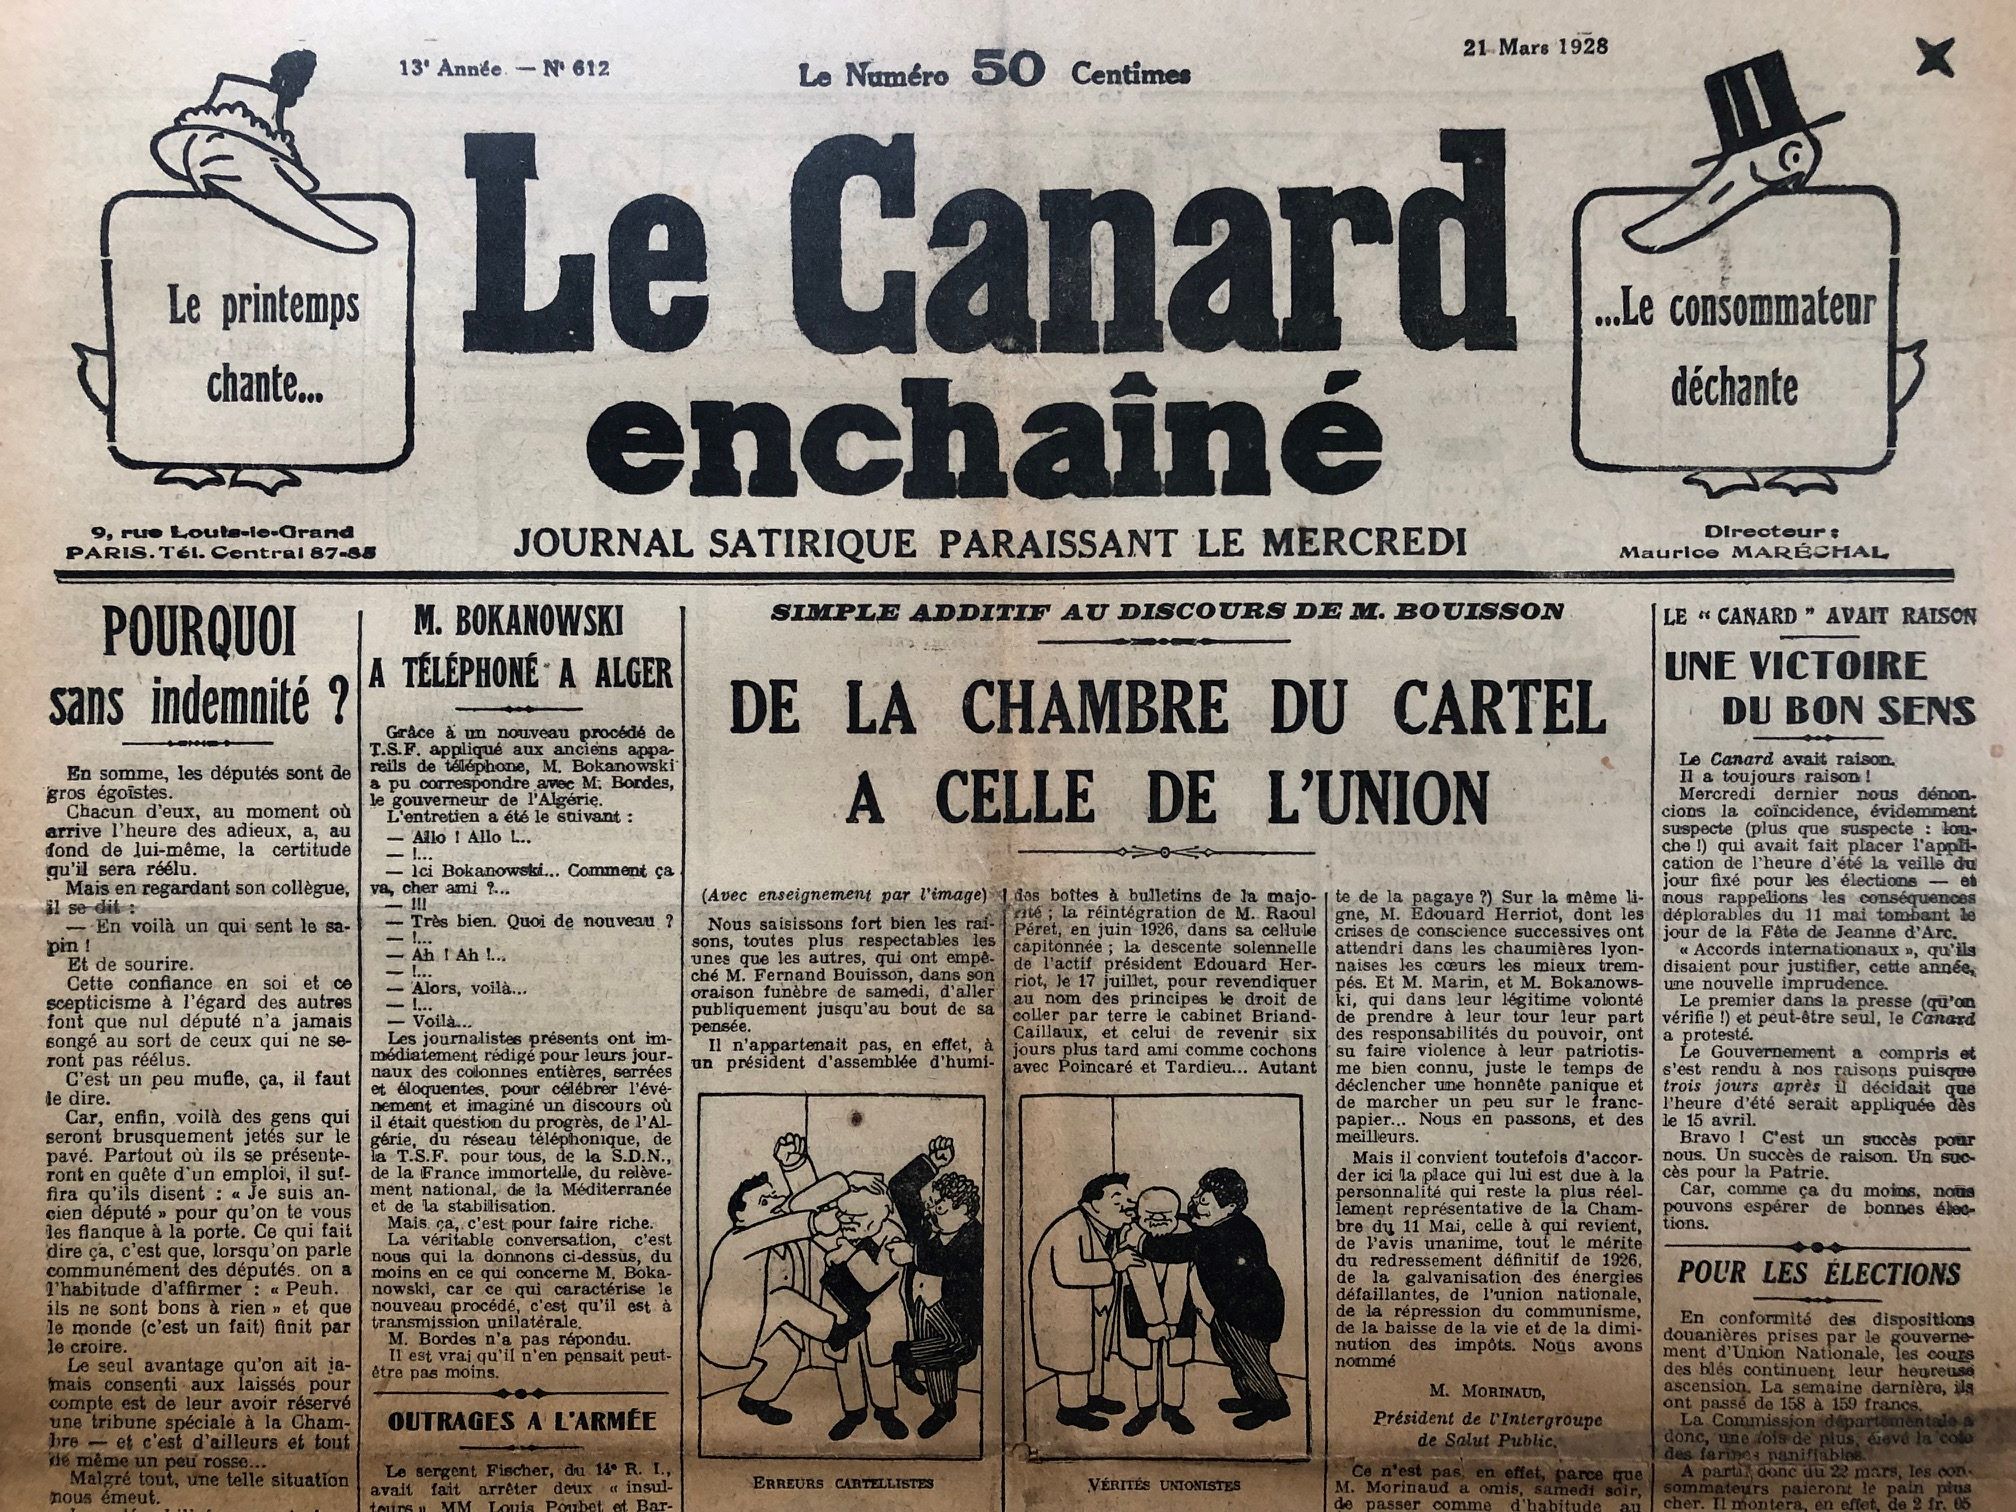 13e Année — N° 612
Le Numéro 50 Centimes
21 Mars 1928
Le printemps
chante...
Le Canard
enchaîné
...Le consommateur
déchante
9, rue Louis-le-Grand
PARIS. Tél. Central 87-55
JOURNAL SATIRIQUE PARAISSANT LE MERCREDI
Directeur :
Maurice MARÉCHAL
POURQUOI
sans indemnité ?
En somme, les députés sont de
gros égoïstes.
Chacun d'eux, au moment où
arrive l'heure des adieux, a, au
fond de lui-même, la certitude
qu'il sera réélu.
Mais en regardant son collègue,
il se dit :
— En voilà un qui sent le sa-
pin !
Et de sourire.
Cette confiance en soi et ce
scepticisme à l'égard des autres
font que nul député n'a jamais
songé au sort de ceux qui ne se-
ront pas réélus.
C'est un peu mufle, ça, il faut
le dire.
Car, enfin, voilà des gens qui
seront brusquement jetés sur le
pavé. Partout où ils se présente-
ront en quête d'un emploi, il suf-
fira qu'ils disent : « Je suis an-
cien député » pour qu'on te vous
les flanque à la porte. Ce qui fait
dire ça, c'est que, lorsqu'on parle
communément des députés, on a
l'habitude d'affirmer : « Peuh.
ils ne sont bons à rien » et que
le monde (c'est un fait) finit par
le croire.
Le seul avantage qu'on ait ja-
mais consenti aux laissés pour
compte est de leur avoir réservé
une tribune spéciale à la Cham-
bre — et c'est d'ailleurs et tout
de même un peu rosse...
Malgré tout, une telle situation
nous émeut.
M. BOKANOWSKI
A TÉLÉPHONÉ A ALGER
Grâce à un nouveau procédé de
T.S.F. appliqué aux anciens appa-
reils de téléphone, M. Bokanowski
a pu correspondre avec M. Bordes,
le gouverneur de l'Algérie.
L'entretien a été le suivant :
— Allo ! Allo !...
— !...
— Ici Bokanowski... Comment ça
va, cher ami ?...
— !!!
— Très bien. Quoi de nouveau ?
— !...
— Ah ! Ah !...
— !...
— Alors, voilà...
— !...
— Voilà...
Les journalistes présents ont im-
médiatement rédigé pour leurs jour-
naux des colonnes entières, serrées
et éloquentes, pour célébrer l'évé-
nement et imaginé un discours où
il était question du progrès, de l'Al-
gérie, du réseau téléphonique, de
la T.S.F. pour tous, de la S.D.N.,
de la France immortelle, du relève-
ment national, de la Méditerranée
et de la stabilisation.
Mais ça, c'est pour faire riche.
La véritable conversation, c'est
nous qui la donnons ci-dessus, du
moins en ce qui concerne M. Boka-
nowski, car ce qui caractérise le
nouveau procédé, c'est qu'il est à
transmission unilatérale.
M. Bordes n'a pas répondu.
Il est vrai qu'il n'en pensait peut-
être pas moins.
OUTRAGES A L'ARMÉE
Le sergent Fischer, du 14e R. I.,
avait fait arrêter deux « insul-
teurs » MM. Louis Poubet et Bar-
SIMPLE ADDITIF AU DISCOURS DE M. BOUISSON
DE LA CHAMBRE DU CARTEL
A CELLE DE L'UNION
(Avec enseignement par l'image)
Nous saisissons fort bien les rai-
sons, toutes plus respectables les
unes que les autres, qui ont empê-
ché M. Fernand Bouisson, dans son
oraison funèbre de samedi, d'aller
publiquement jusqu'au bout de sa
pensée.
Il n'appartenait pas, en effet, à
un président d'assemblée d'humi-
ERREURS CARTELLISTES
des boîtes à bulletins de la majo-
rité ; la réintégration de M. Raoul
Péret, en juin 1926, dans sa cellule
capitonnée ; la descente solennelle
de l'actif président Edouard Her-
riot, le 17 juillet, pour revendiquer
au nom des principes le droit de
coller par terre le cabinet Briand-
Caillaux, et celui de revenir six
jours plus tard ami comme cochons
avec Poincaré et Tardieu... Autant
VÉRITÉS UNIONISTES
te de la pagaye ?) Sur la même li-
gne, M. Edouard Herriot, dont les
crises de conscience successives ont
attendri dans les chaumières lyon-
naises les cœurs les mieux trem-
pés. Et M. Marin, et M. Bokanows-
ki, qui dans leur légitime volonté
de prendre à leur tour leur part
des responsabilités du pouvoir, ont
su faire violence à leur patriotis-
me bien connu, juste le temps de
déclencher une honnête panique et
de marcher un peu sur le franc-
papier... Nous en passons, et des
meilleurs.
Mais il convient toutefois d'accor-
der ici la place qui lui est due à la
personnalité qui reste la plus réel-
lement représentative de la Cham-
bre du 11 Mai, celle à qui revient,
de l'avis unanime, tout le mérite
du redressement définitif de 1926,
de la galvanisation des énergies
défaillantes, de l'union nationale,
de la répression du communisme,
de la baisse de la vie et de la dimi-
nution des impôts. Nous avons
nommé
M. MORINAUD,
Président de l'Intergroupe
de Salut Public.
Ce n'est pas, en effet, parce que
M. Morinaud a omis, samedi soir,
de passer comme d'habitude au
LE " CANARD " AVAIT RAISON
UNE VICTOIRE
DU BON SENS
Le Canard avait raison.
Il a toujours raison !
Mercredi dernier nous dénon-
cions la coïncidence, évidemment
suspecte (plus que suspecte : lou-
che !) qui avait fait placer l'appli-
cation de l'heure d'été la veille du
jour fixé pour les élections — et
nous rappelions les conséquences
déplorables du 11 mai tombant le
jour de la Fête de Jeanne d'Arc.
« Accords internationaux », qu'ils
disaient pour justifier, cette année,
une nouvelle imprudence.
Le premier dans la presse (qu'on
vérifie !) et peut-être seul, le Canard
a protesté.
Le Gouvernement a compris et
s'est rendu à nos raisons puisque
trois jours après il décidait que
l'heure d'été serait appliquée dès
le 15 avril.
Bravo ! C'est un succès pour
nous. Un succès de raison. Un suc-
cès pour la Patrie.
Car, comme ça du moins, nous
pouvons espérer de bonnes élec-
tions.
POUR LES ÉLECTIONS
En conformité des dispositions
douanières prises par le gouverne-
ment d'Union Nationale, les cours
des blés continuent leur heureuse
ascension. La semaine dernière, ils
ont passé de 158 à 159 francs.
La Commission départementale a
donc, une fois de plus, élevé la cote
des farines panifiables.
A partir donc du 22 mars, les con-
sommateurs paieront le pain plus
cher. Il montera, en effet, de 2 fr. 05